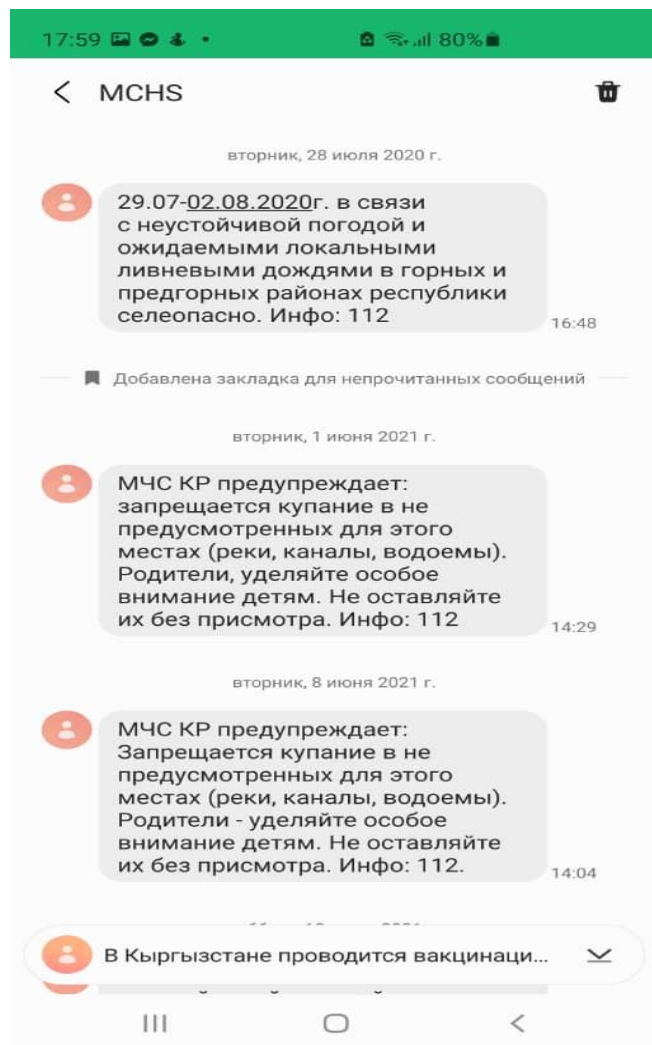 17:59
80%
MCHS
вторник, 28 июля 2020 г.
29.07-02.08.2020г. в связи
с неустойчивой погодой и
ожидаемыми локальными
ливневыми дождями в горных и
предгорных районах республики
селеопасно. Инфо: 112
16:48
Добавлена закладка для непрочитанных сообщений
вторник, 1 июня 2021 г.
МЧС КР предупреждает:
запрещается купание в не
предусмотренных для этого
местах (реки, каналы, водоемы).
Родители, уделяйте особое
внимание детям. Не оставляйте
их без присмотра. Инфо: 112
14:29
вторник, 8 июня 2021 г.
МЧС КР предупреждает:
Запрещается купание в не
предусмотренных для этого
местах (реки, каналы, водоемы).
Родители - уделяйте особое
внимание детям. Не оставляйте
их без присмотра. Инфо: 112.
14:04
В Кыргызстане проводится вакцинаци...